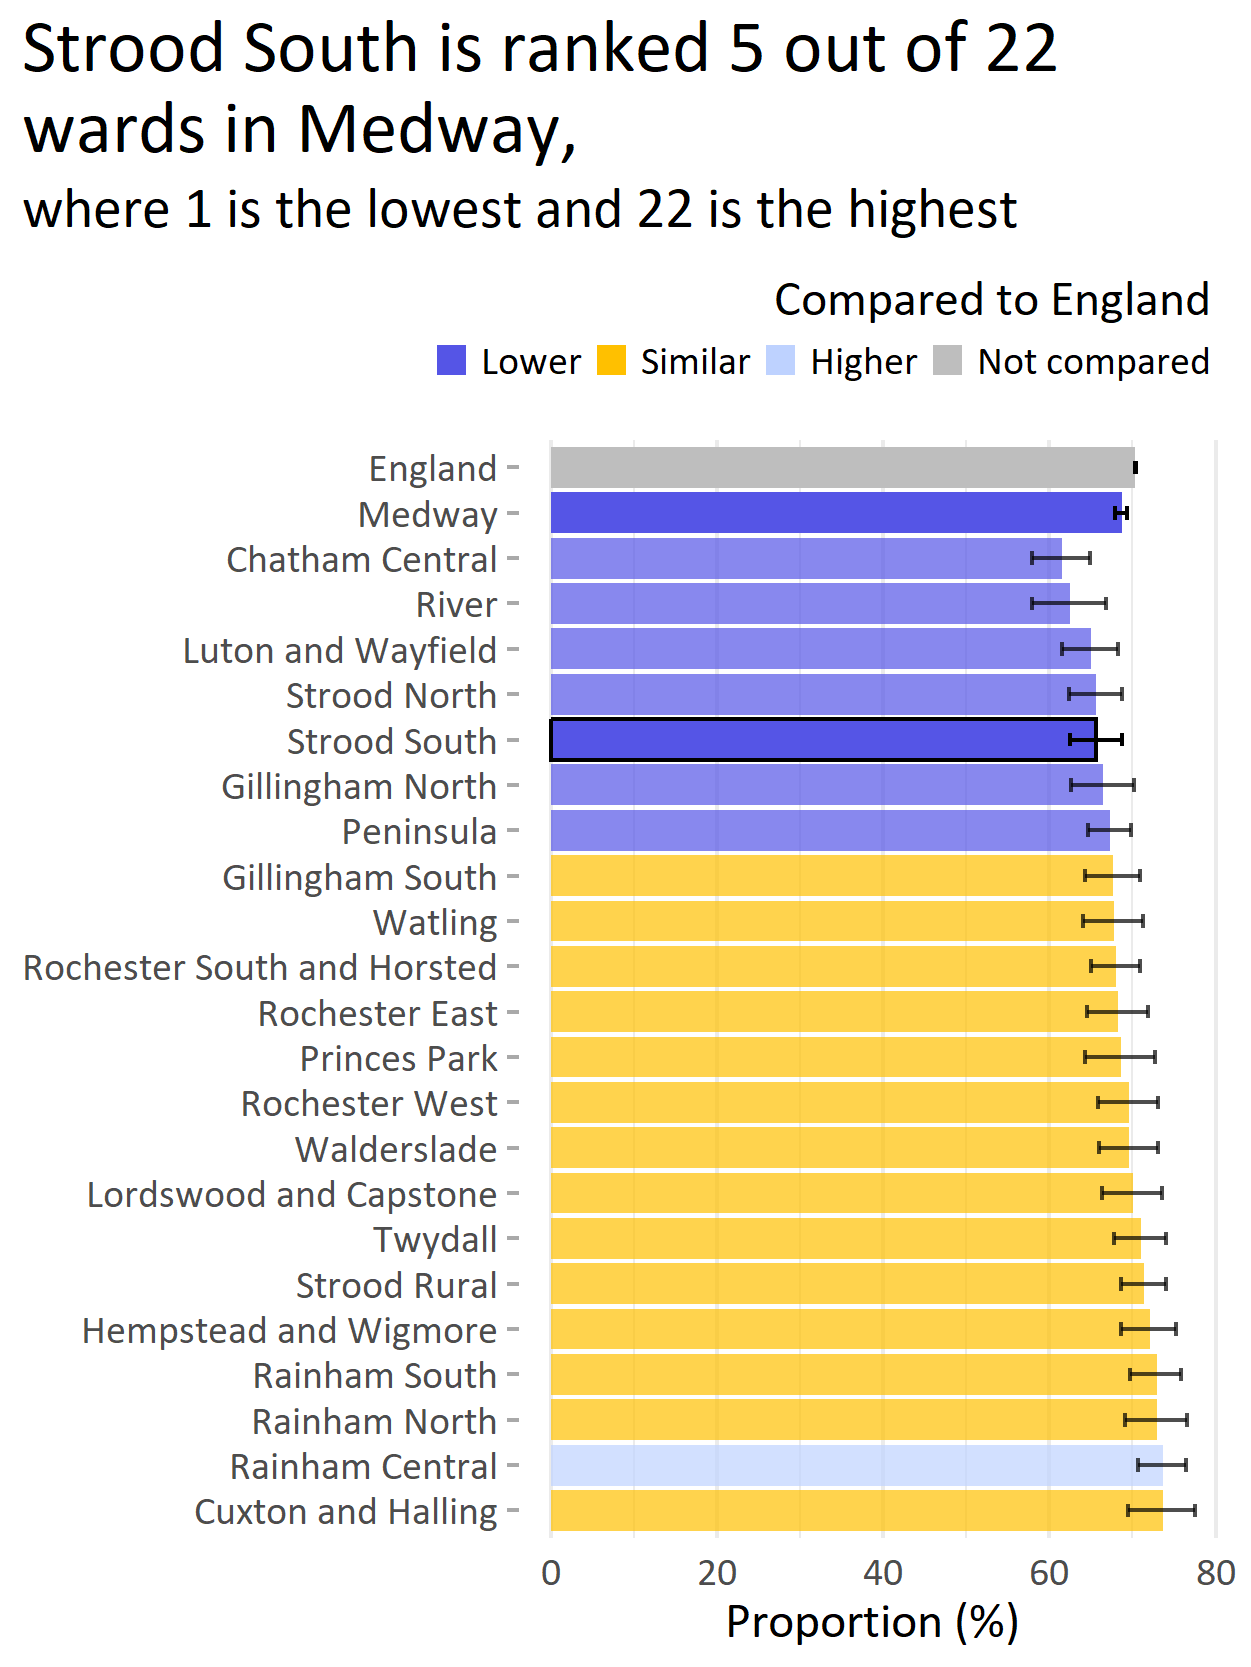 Strood South is ranked 5 out of 22
wards in Medway,
where 1 is the lowest and 22 is the highest
Compared to England
Lower Similar Higher Not compared
England
Medway
Chatham Central
River
Luton and Wayfield
Strood North
Strood South
Gillingham North
Peninsula
Gillingham South
Watling
Rochester South and Horsted
Rochester East
Princes Park
Rochester West
Walderslade
Lordswood and Capstone
Twydall
Strood Rural
Hempstead and Wigmore
Rainham South
Rainham North
Rainham Central
Cuxton and Halling
0 20 40 60 80
Proportion (%)